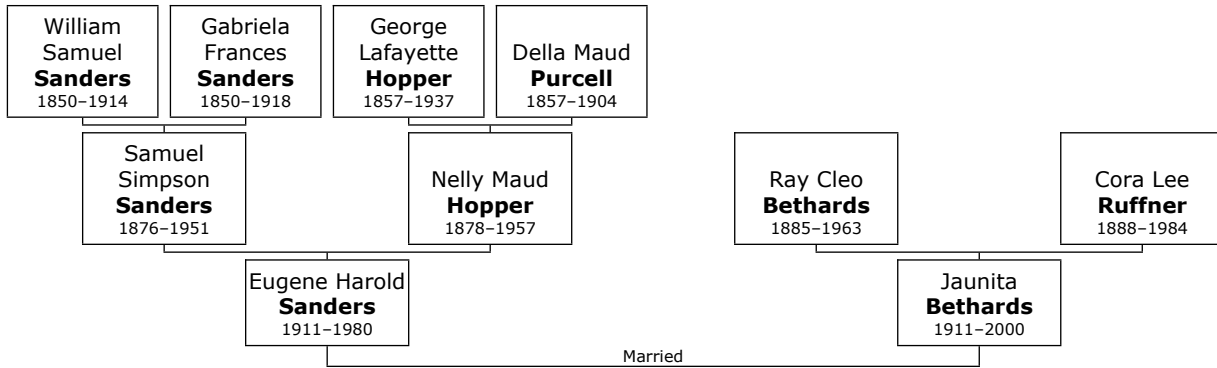 William
Samuel
Sanders
1850–1914
Gabriela
Frances
Sanders
1850–1918
George
Lafayette
Hopper
1857–1937
Della Maud
Purcell
1857–1904
Samuel
Simpson
Sanders
1876–1951
Nelly Maud
Hopper
1878–1957
Ray Cleo
Bethards
1885–1963
Cora Lee
Ruffner
1888–1984
Eugene Harold
Sanders
1911–1980
Jaunita
Bethards
1911–2000
Married